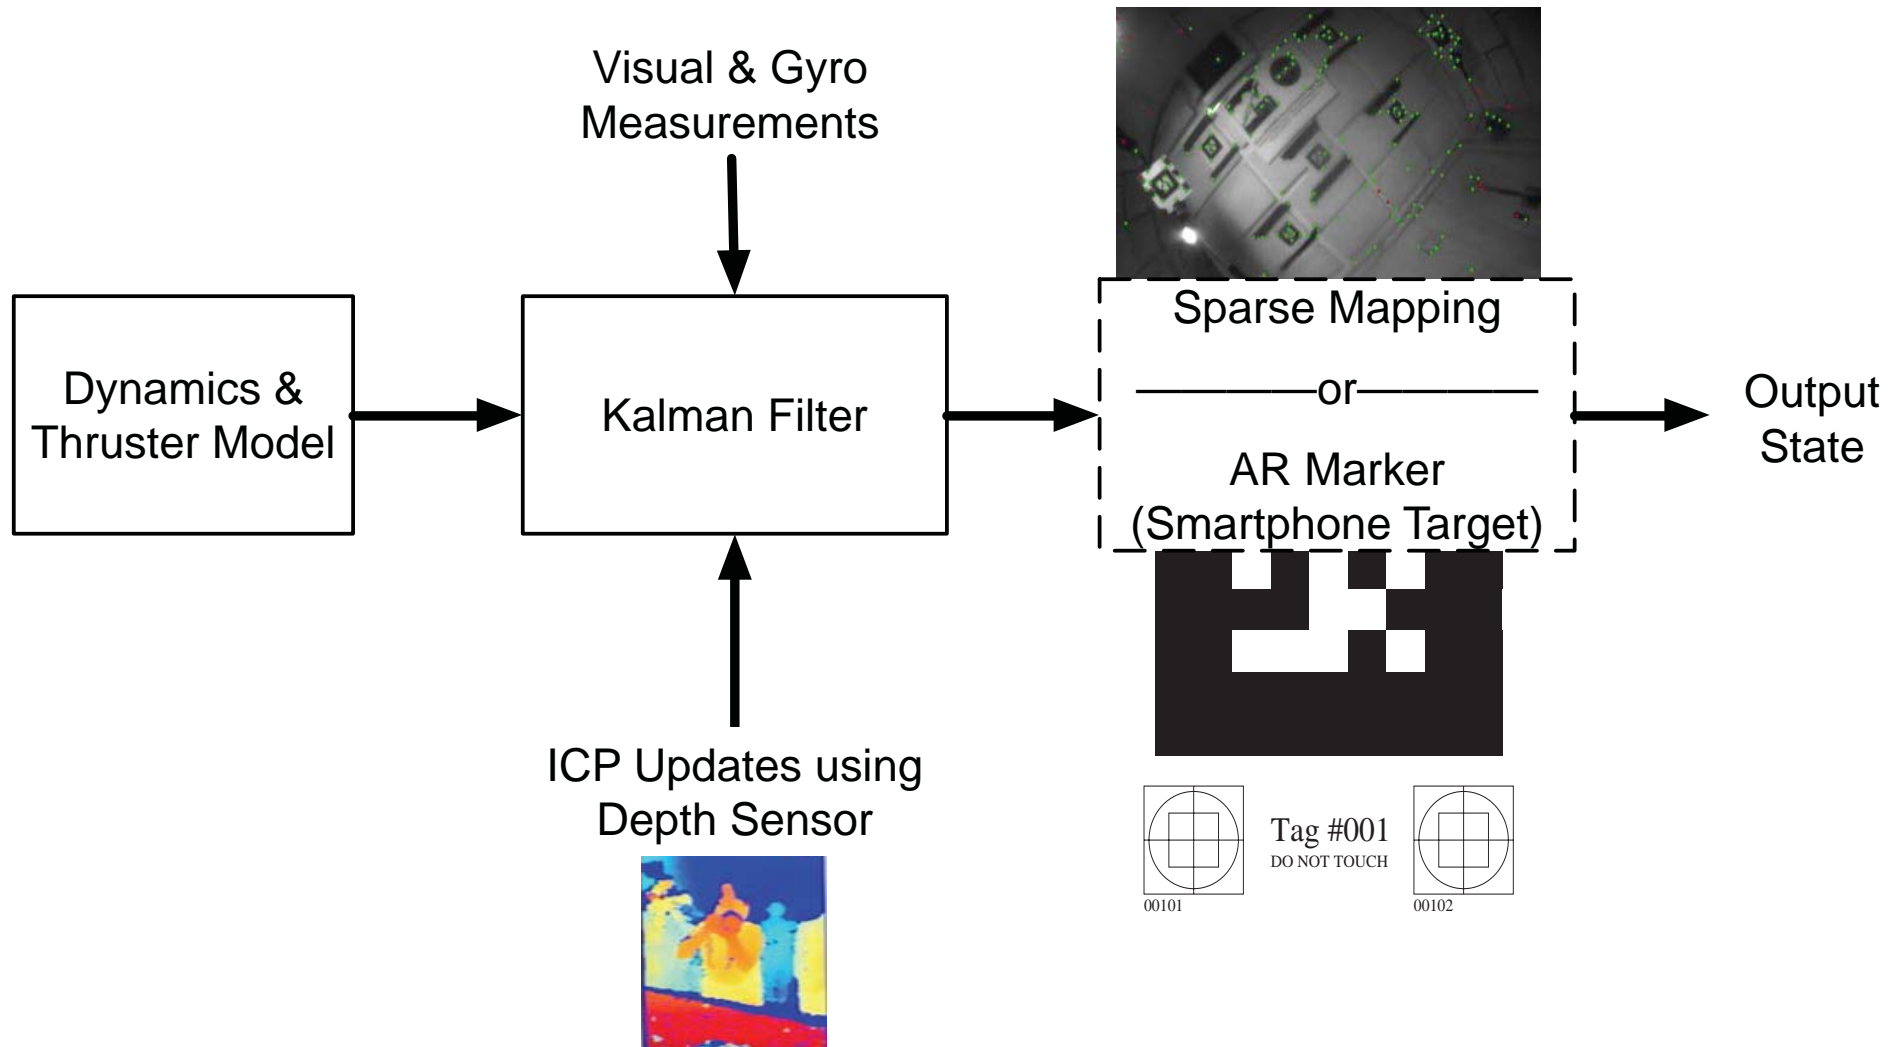 Visual & Gyro
Measurements
Dynamics &
Thruster Model
Kalman Filter
Sparse Mapping
or
AR Marker
(Smartphone Target)
Output
State
ICP Updates using
Depth Sensor
Tag #001
DO NOT TOUCH
00101
00102